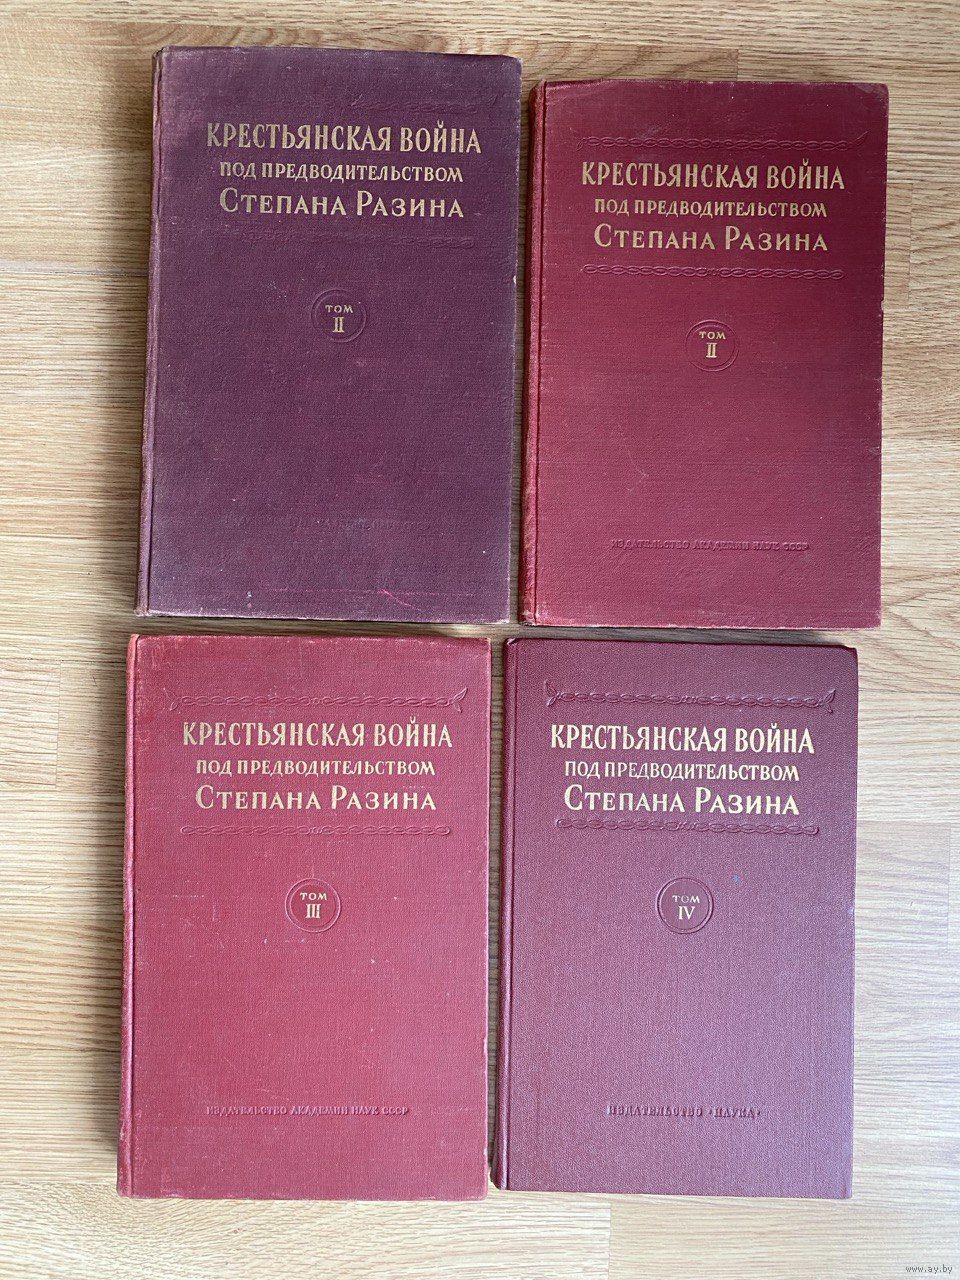 КРЕСТЬЯНСКАЯ ВОЙНА
ПОД ПРЕДВОДИТЕЛЬСТВОМ
СТЕПАНА РАЗИНА
ТОМ
II
КРЕСТЬЯНСКАЯ ВОЙНА
ПОД ПРЕДВОДИТЕЛЬСТВОМ
СТЕПАНА РАЗИНА
ТОМ
II
ИЗДАТЕЛЬСТВО АКАДЕМИИ НАУК СССР
КРЕСТЬЯНСКАЯ ВОЙНА
ПОД ПРЕДВОДИТЕЛЬСТВОМ
СТЕПАНА РАЗИНА
ТОМ
III
ИЗДАТЕЛЬСТВО АКАДЕМИИ НАУК СССР
КРЕСТЬЯНСКАЯ ВОЙНА
ПОД ПРЕДВОДИТЕЛЬСТВОМ
СТЕПАНА РАЗИНА
ТОМ
IV
ИЗДАТЕЛЬСТВО «НАУКА»
www.ay.by